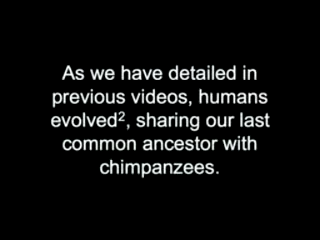 As we have detailed in
previous videos, humans
evolved², sharing our last
common ancestor with
chimpanzees.